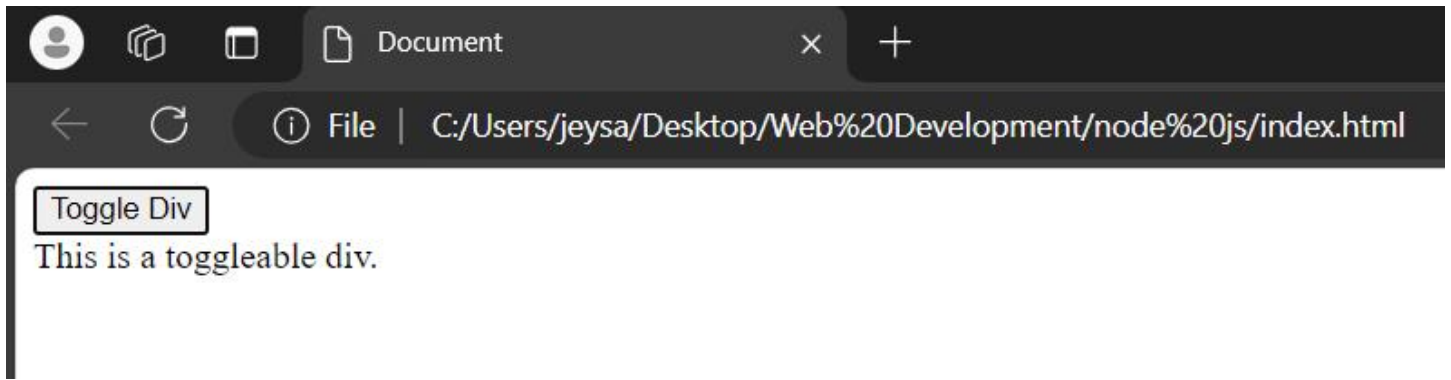 Document
File | C:/Users/jeysa/Desktop/Web%20Development/node%20js/index.html
Toggle Div
This is a toggleable div.